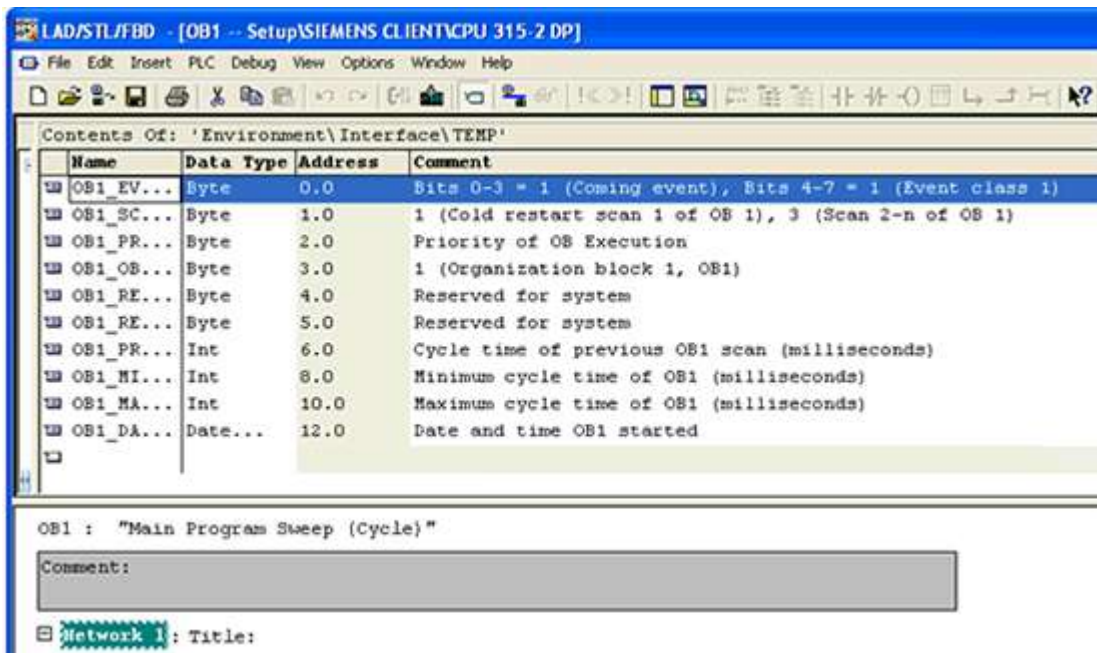 LAD/STL/FBD - [OB1 -- Setup\SIEMENS CLIENT\CPU 315-2 DP]
File Edit Insert PLC Debug View Options Window Help
Contents Of: 'Environment\Interface\TEMP'
Name Data Type Address Comment
OB1_EV... Byte 0.0 Bits 0-3 = 1 (Coming event), Bits 4-7 = 1 (Event class 1)
OB1_SC... Byte 1.0 1 (Cold restart scan 1 of OB 1), 3 (Scan 2-n of OB 1)
OB1_PR... Byte 2.0 Priority of OB Execution
OB1_OB... Byte 3.0 1 (Organization block 1, OB1)
OB1_RE... Byte 4.0 Reserved for system
OB1_RE... Byte 5.0 Reserved for system
OB1_PR... Int 6.0 Cycle time of previous OB1 scan (milliseconds)
OB1_MI... Int 8.0 Minimum cycle time of OB1 (milliseconds)
OB1_MA... Int 10.0 Maximum cycle time of OB1 (milliseconds)
OB1_DA... Date... 12.0 Date and time OB1 started
OB1 : "Main Program Sweep (Cycle)"
Comment:
Network 1 : Title: